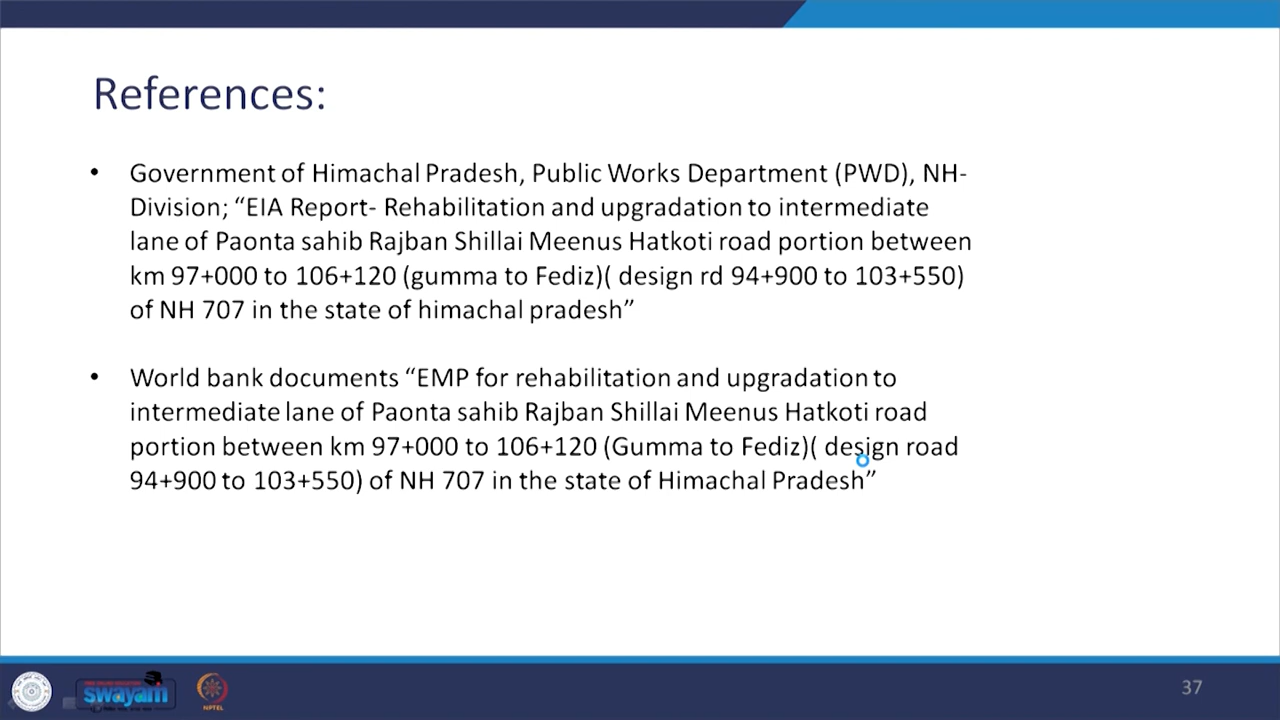 References:
• Government of Himachal Pradesh, Public Works Department (PWD), NH-
Division; “EIA Report- Rehabilitation and upgradation to intermediate
lane of Paonta sahib Rajban Shillai Meenus Hatkoti road portion between
km 97+000 to 106+120 (gumma to Fediz)( design rd 94+900 to 103+550)
of NH 707 in the state of himachal pradesh”
• World bank documents “EMP for rehabilitation and upgradation to
intermediate lane of Paonta sahib Rajban Shillai Meenus Hatkoti road
portion between km 97+000 to 106+120 (Gumma to Fediz)( design road
94+900 to 103+550) of NH 707 in the state of Himachal Pradesh”
swayam
NPTEL
37